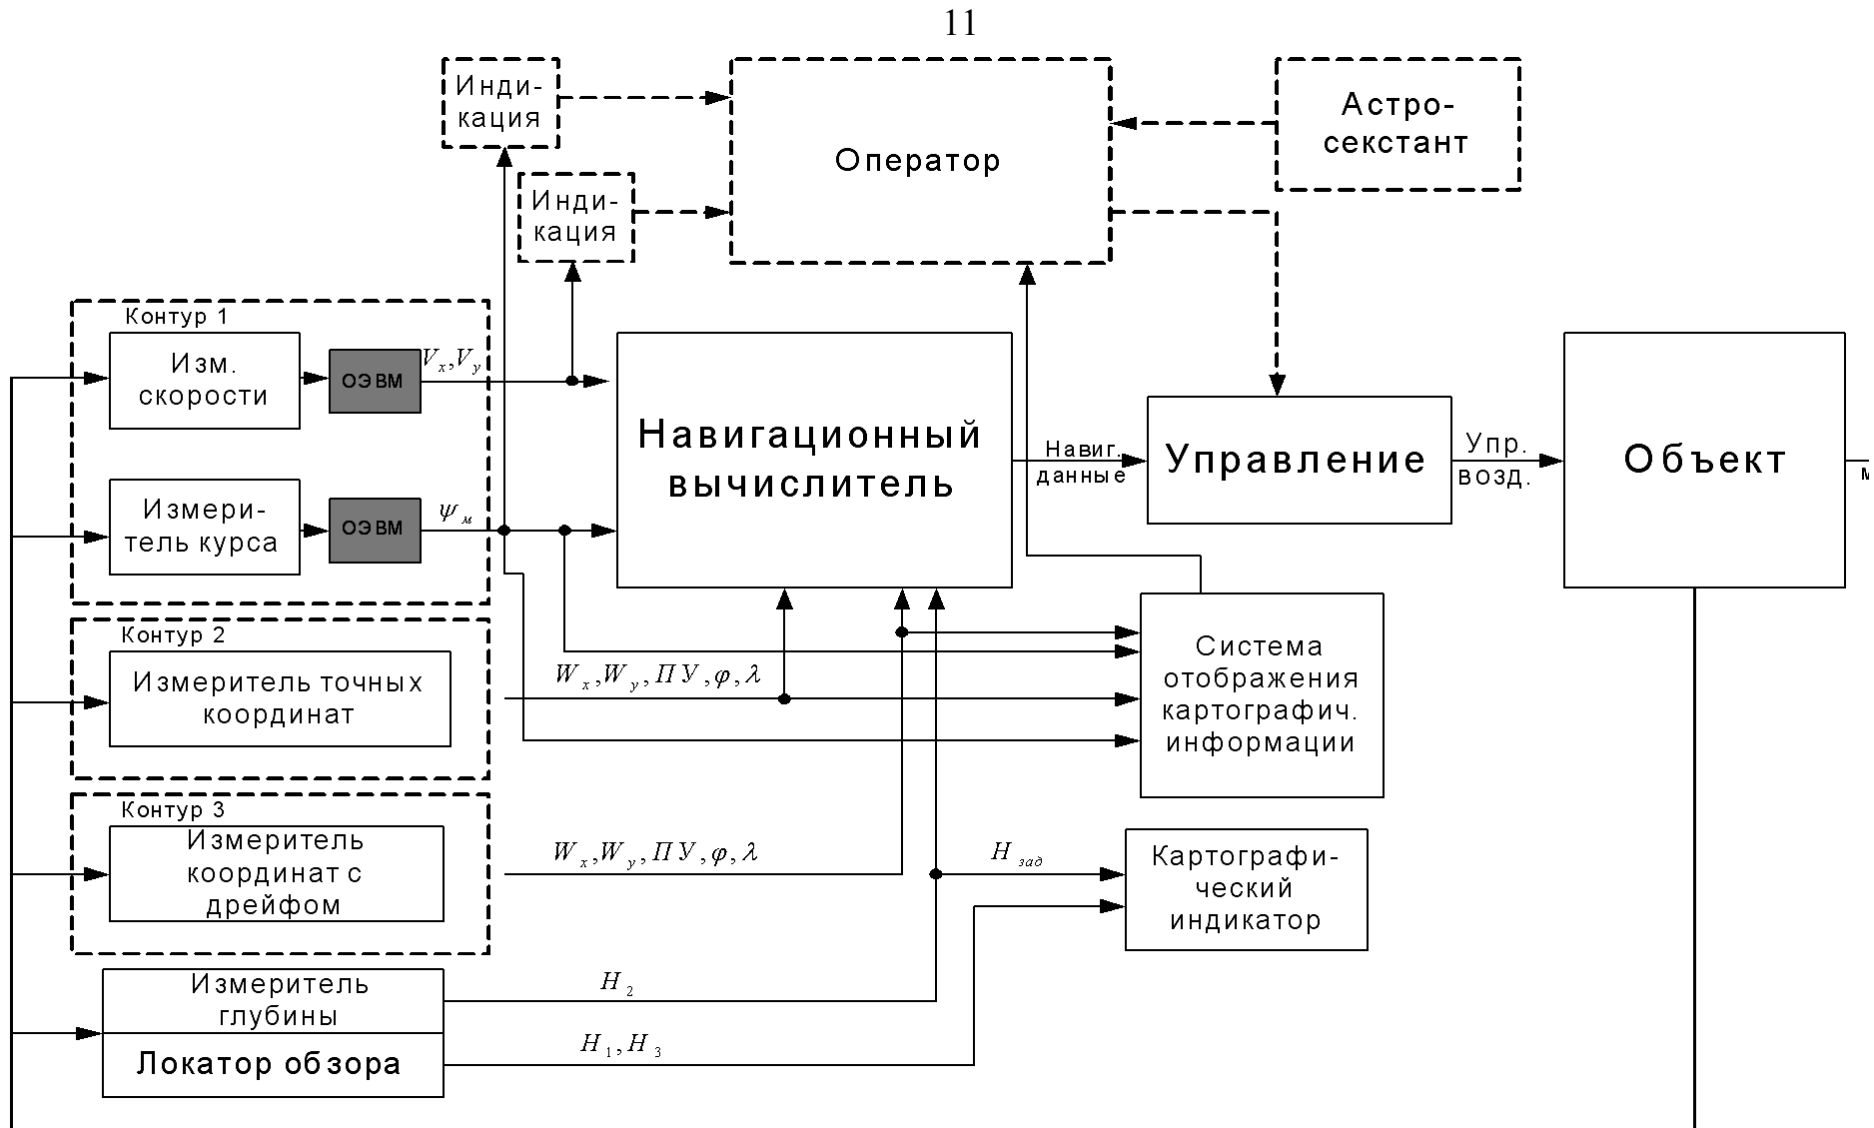 11
Инди-
кация
Оператор
Астро-
секстант
Инди-
кация
Контур 1
Изм.
скорости
ОЭВМ
V_x, V_y
Измери-
тель курса
ОЭВМ
ψ_м
Навигационный
вычислитель
Навиг.
данные
Управление
Упр.
возд.
Объект
м
Контур 2
Измеритель точных
координат
W_x, W_y, ПУ, φ, λ
Система
отображения
картографич.
информации
Контур 3
Измеритель
координат с
дрейфом
W_x, W_y, ПУ, φ, λ
H_зад
Картографи-
ческий
индикатор
Измеритель
глубины
H_2
Локатор обзора
H_1, H_3